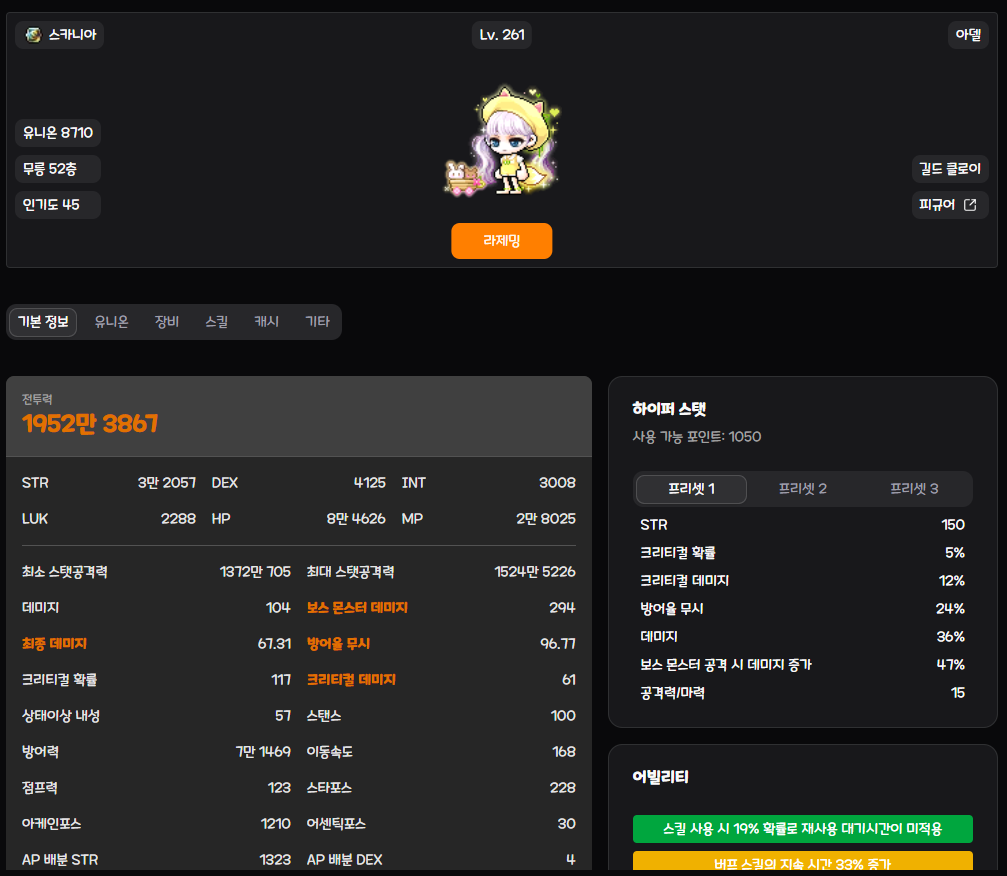 스카니아
Lv. 261
아델
유니온 8710
무릉 52층
길드 클로이
인기도 45
피규어
라제밍
기본 정보 유니온 장비 스킬 캐시 기타
전투력
1952만 3867
STR 3만 2057 DEX 4125 INT 3008
LUK 2288 HP 8만 4626 MP 2만 8025
최소 스탯공격력 1372만 705 최대 스탯공격력 1524만 5226
데미지 104 보스 몬스터 데미지 294
최종 데미지 67.31 방어율 무시 96.77
크리티컬 확률 117 크리티컬 데미지 61
상태이상 내성 57 스탠스 100
방어력 7만 1469 이동속도 168
점프력 123 스타포스 228
아케인포스 1210 어센틱포스 30
AP 배분 STR 1323 AP 배분 DEX 4
하이퍼 스탯
사용 가능 포인트: 1050
프리셋 1 프리셋 2 프리셋 3
STR 150
크리티컬 확률 5%
크리티컬 데미지 12%
방어율 무시 24%
데미지 36%
보스 몬스터 공격 시 데미지 증가 47%
공격력/마력 15
어빌리티
스킬 사용 시 19% 확률로 재사용 대기시간이 미적용
버프 스킬의 지속 시간 33% 증가